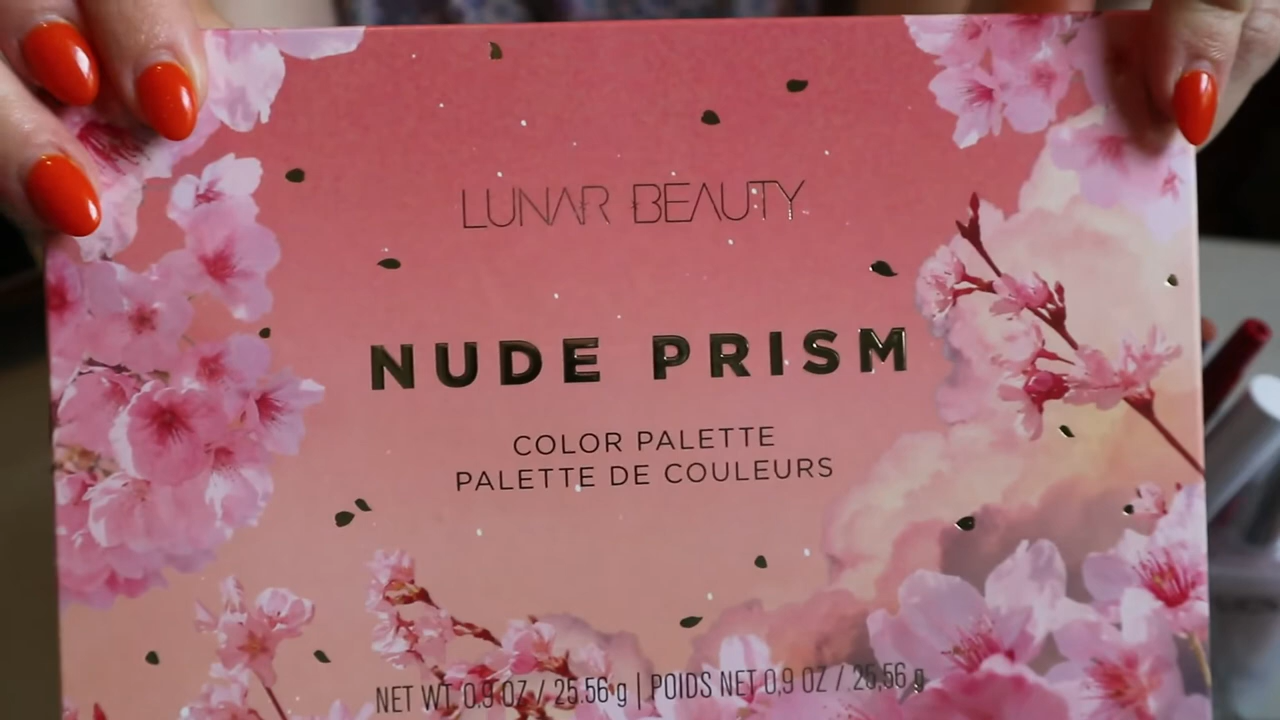 LUNAR BEAUTY
NUDE PRISM
COLOR PALETTE
PALETTE DE COULEURS
NET WT. 0.9 OZ / 25.56 g | POIDS NET 0,9 OZ / 25,56 g